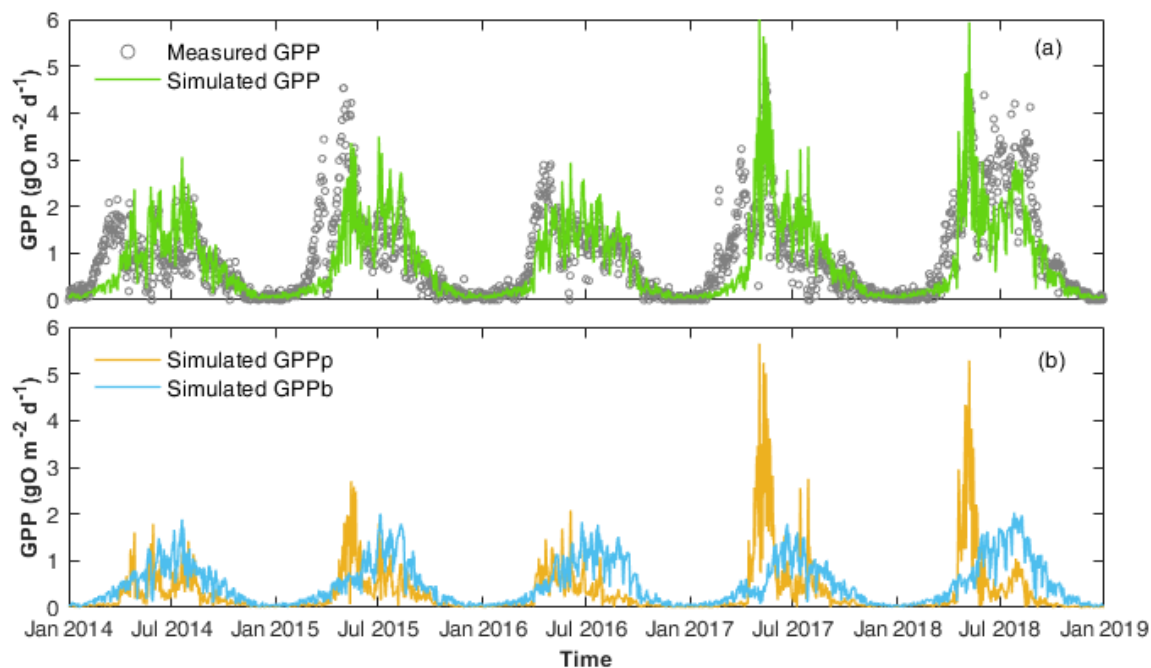 6
5
4
3
2
1
0
GPP (gO m⁻² d⁻¹)
Measured GPP
Simulated GPP
(a)
6
5
4
3
2
1
0
GPP (gO m⁻² d⁻¹)
Simulated GPPp
Simulated GPPb
(b)
Jan 2014 Jul 2014 Jan 2015 Jul 2015 Jan 2016 Jul 2016 Jan 2017 Jul 2017 Jan 2018 Jul 2018 Jan 2019
Time